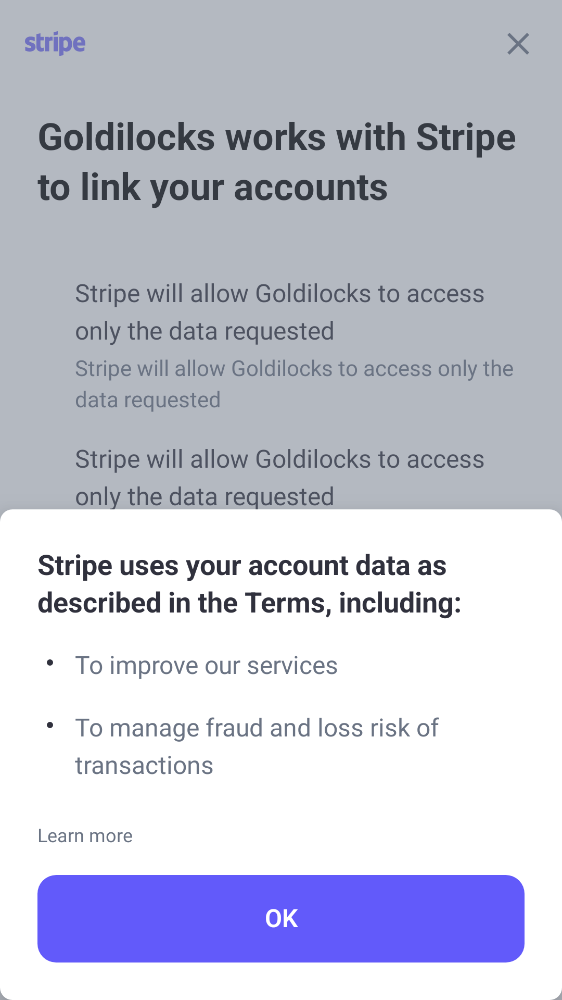 stripe
Goldilocks works with Stripe
to link your accounts
Stripe will allow Goldilocks to access
only the data requested
Stripe will allow Goldilocks to access only the
data requested
Stripe will allow Goldilocks to access
only the data requested
Stripe uses your account data as
described in the Terms, including:
• To improve our services
• To manage fraud and loss risk of
transactions
Learn more
OK